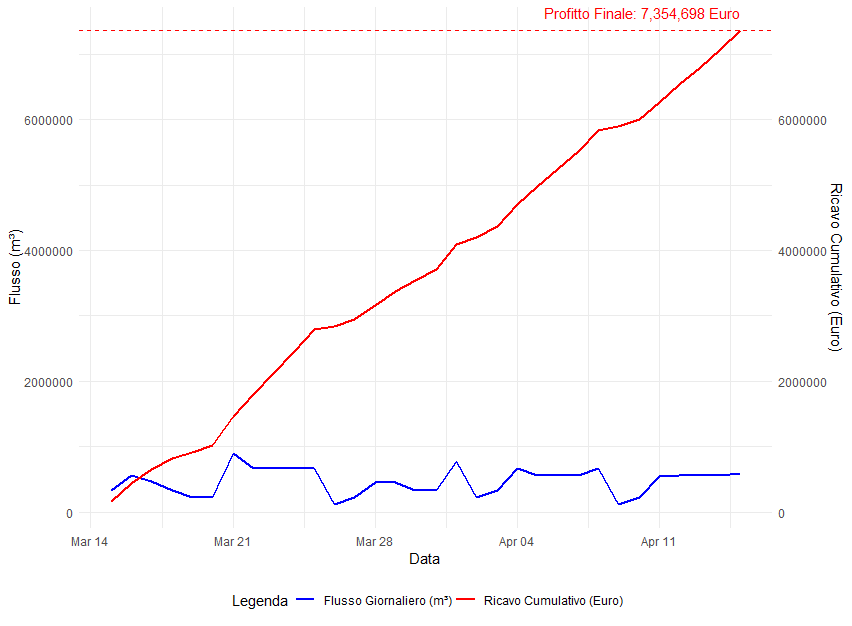 Profitto Finale: 7,354,698 Euro
6000000
4000000
2000000
0
Flusso (m³)
6000000
4000000
2000000
0
Ricavo Cumulativo (Euro)
Mar 14
Mar 21
Mar 28
Apr 04
Apr 11
Data
Legenda
Flusso Giornaliero (m³)
Ricavo Cumulativo (Euro)